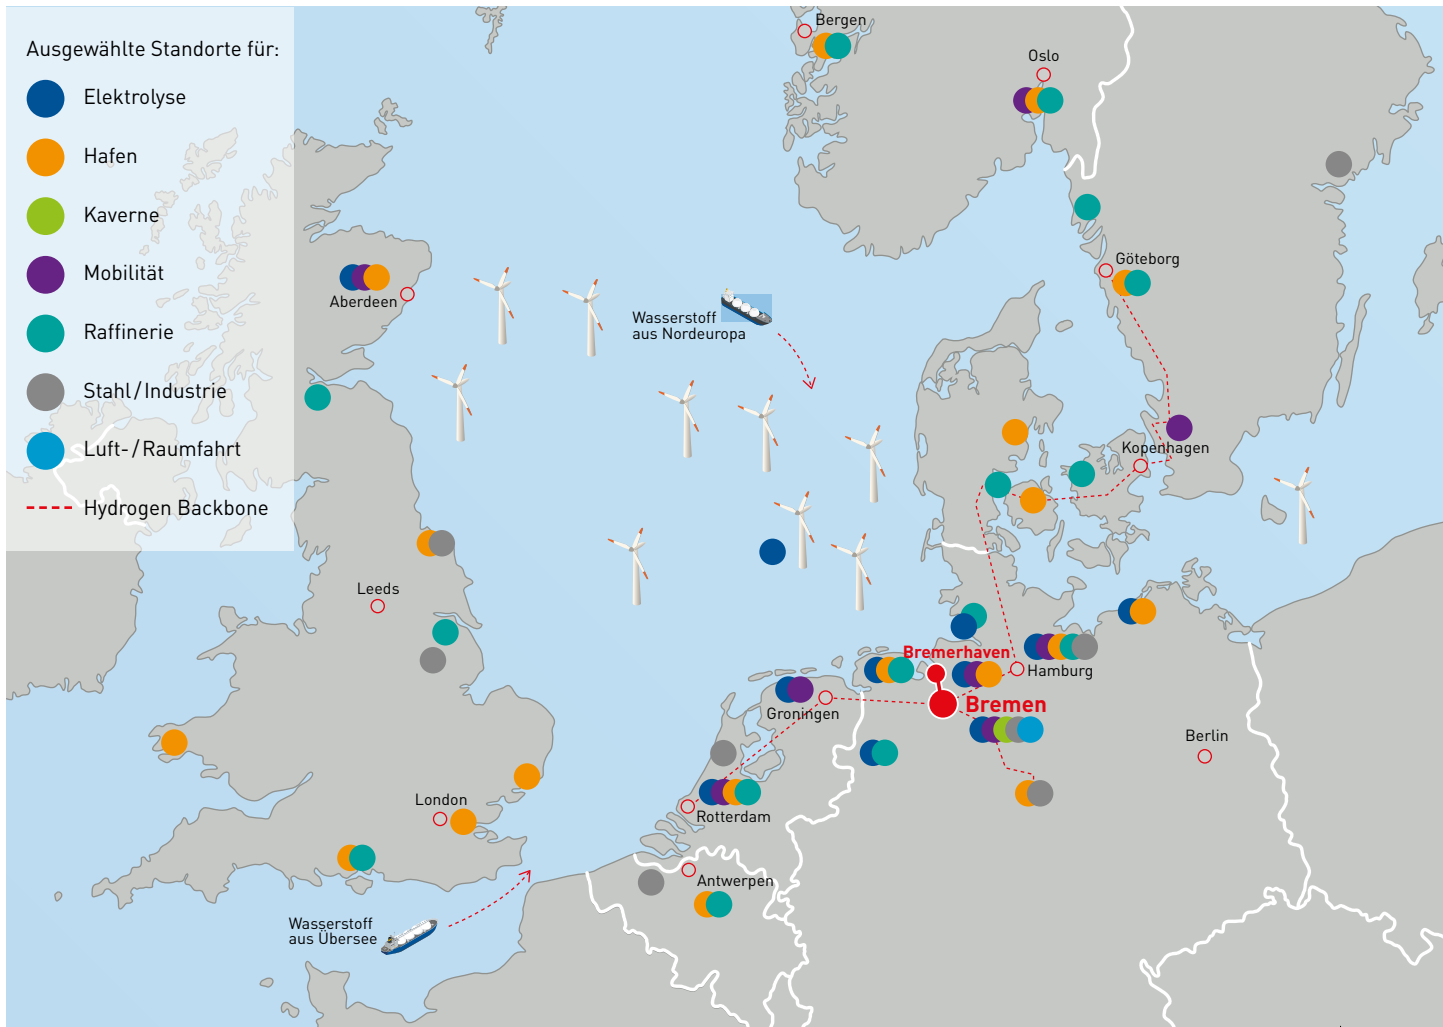 Ausgewählte Standorte für:
Elektrolyse
Hafen
Kaverne
Mobilität
Raffinerie
Stahl/Industrie
Luft-/Raumfahrt
Hydrogen Backbone
Bergen
Oslo
Göteborg
Aberdeen
Wasserstoff
aus Nordeuropa
Kopenhagen
Leeds
Bremerhaven
Hamburg
Bremen
Groningen
Berlin
London
Rotterdam
Antwerpen
Wasserstoff
aus Übersee